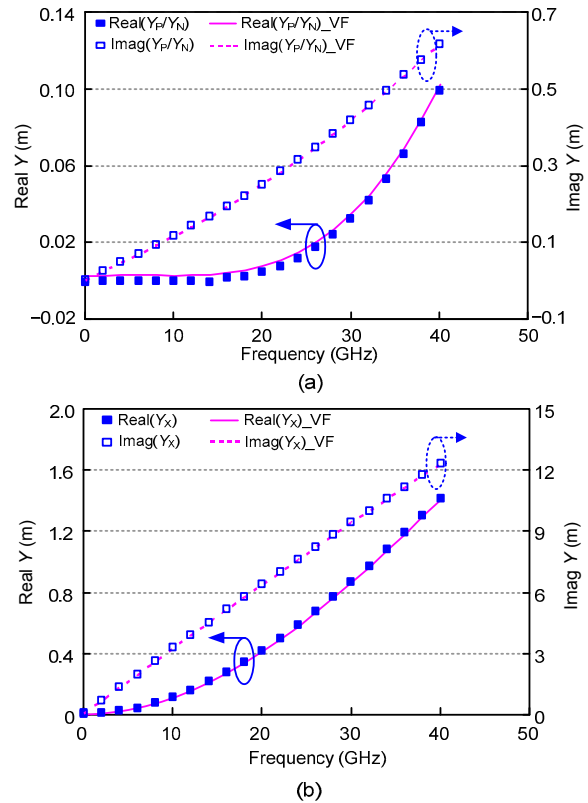 (a)
Real(YP/YN)
Real(YP/YN)_VF
Imag(YP/YN)
Imag(YP/YN)_VF
0.14
0.10
0.06
0.02
−0.02
Real Y (m)
0.7
0.5
0.3
0.1
−0.1
Imag Y (m)
0
10
20
30
40
50
Frequency (GHz)
(a)
Real(YX)
Real(YX)_VF
Imag(YX)
Imag(YX)_VF
2.0
1.6
1.2
0.8
0.4
0
Real Y (m)
15
12
9
6
3
0
Imag Y (m)
0
10
20
30
40
50
Frequency (GHz)
(b)